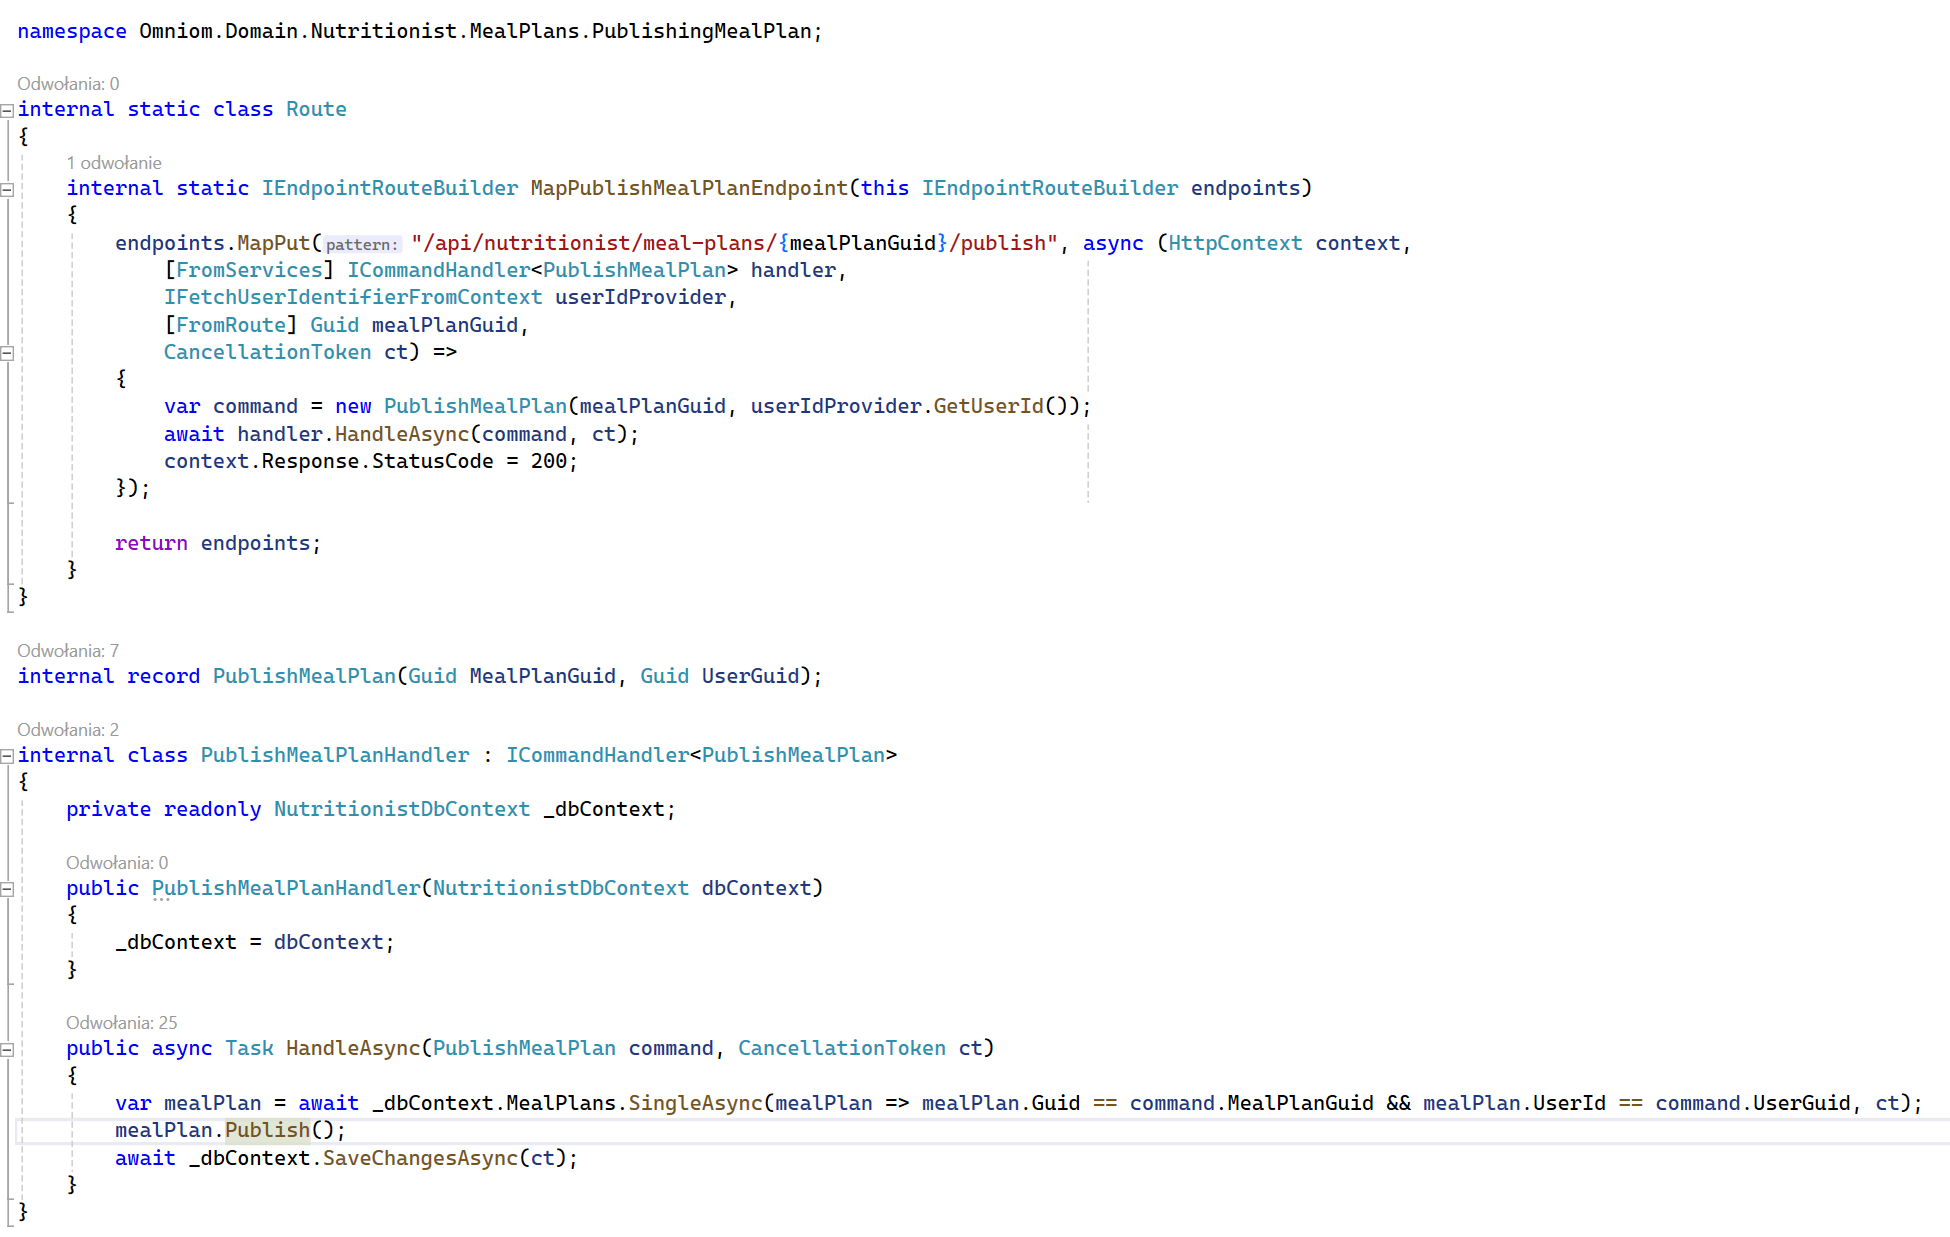 namespace Omniom.Domain.Nutritionist.MealPlans.PublishingMealPlan;
Odwołania: 0
internal static class Route
{
1 odwołanie
internal static IEndpointRouteBuilder MapPublishMealPlanEndpoint(this IEndpointRouteBuilder endpoints)
{
endpoints.MapPut(pattern: "/api/nutritionist/meal-plans/{mealPlanGuid}/publish", async (HttpContext context,
[FromServices] ICommandHandler<PublishMealPlan> handler,
IFetchUserIdentifierFromContext userIdProvider,
[FromRoute] Guid mealPlanGuid,
CancellationToken ct) =>
{
var command = new PublishMealPlan(mealPlanGuid, userIdProvider.GetUserId());
await handler.HandleAsync(command, ct);
context.Response.StatusCode = 200;
});
return endpoints;
}
}
Odwołania: 7
internal record PublishMealPlan(Guid MealPlanGuid, Guid UserGuid);
Odwołania: 2
internal class PublishMealPlanHandler : ICommandHandler<PublishMealPlan>
{
private readonly NutritionistDbContext _dbContext;
Odwołania: 0
public PublishMealPlanHandler(NutritionistDbContext dbContext)
{
_dbContext = dbContext;
}
Odwołania: 25
public async Task HandleAsync(PublishMealPlan command, CancellationToken ct)
{
var mealPlan = await _dbContext.MealPlans.SingleAsync(mealPlan => mealPlan.Guid == command.MealPlanGuid && mealPlan.UserId == command.UserGuid, ct);
mealPlan.Publish();
await _dbContext.SaveChangesAsync(ct);
}
}